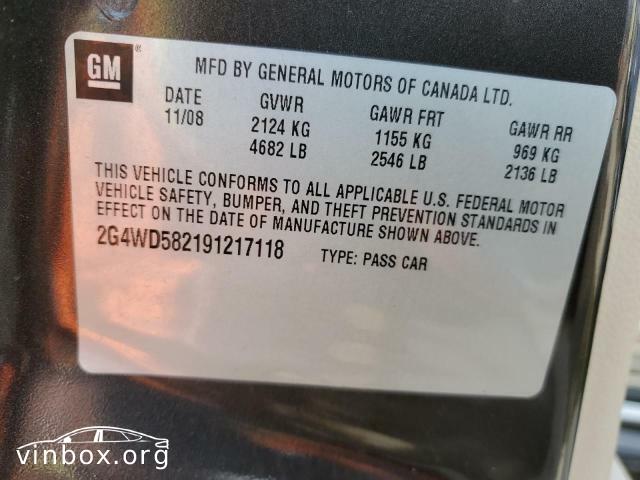 GM®
MFD BY GENERAL MOTORS OF CANADA LTD.
DATE GVWR GAWR FRT GAWR RR
11/08 2124 KG 1155 KG 969 KG
4682 LB 2546 LB 2136 LB
THIS VEHICLE CONFORMS TO ALL APPLICABLE U.S. FEDERAL MOTOR
VEHICLE SAFETY, BUMPER, AND THEFT PREVENTION STANDARDS IN
EFFECT ON THE DATE OF MANUFACTURE SHOWN ABOVE.
2G4WD582191217118 TYPE: PASS CAR
vinbox.org